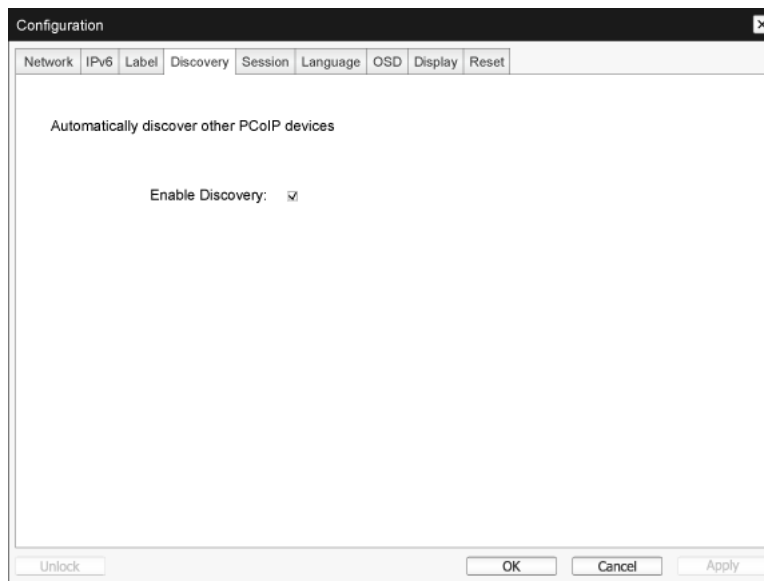 Configuration
Network IPv6 Label Discovery Session Language OSD Display Reset
Automatically discover other PCoIP devices
Enable Discovery:
Unlock OK Cancel Apply